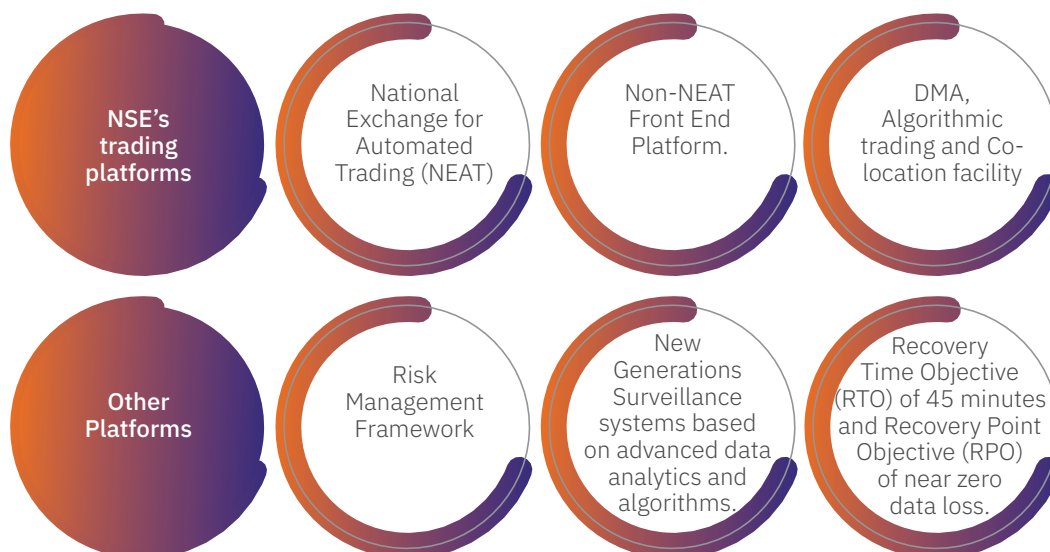 NSE’s
trading
platforms
National
Exchange for
Automated
Trading (NEAT)
Non-NEAT
Front End
Platform.
DMA,
Algorithmic
trading and Co-
location facility
Other
Platforms
Risk
Management
Framework
New
Generations
Surveillance
systems based
on advanced data
analytics and
algorithms.
Recovery
Time Objective
(RTO) of 45 minutes
and Recovery Point
Objective (RPO)
of near zero
data loss.